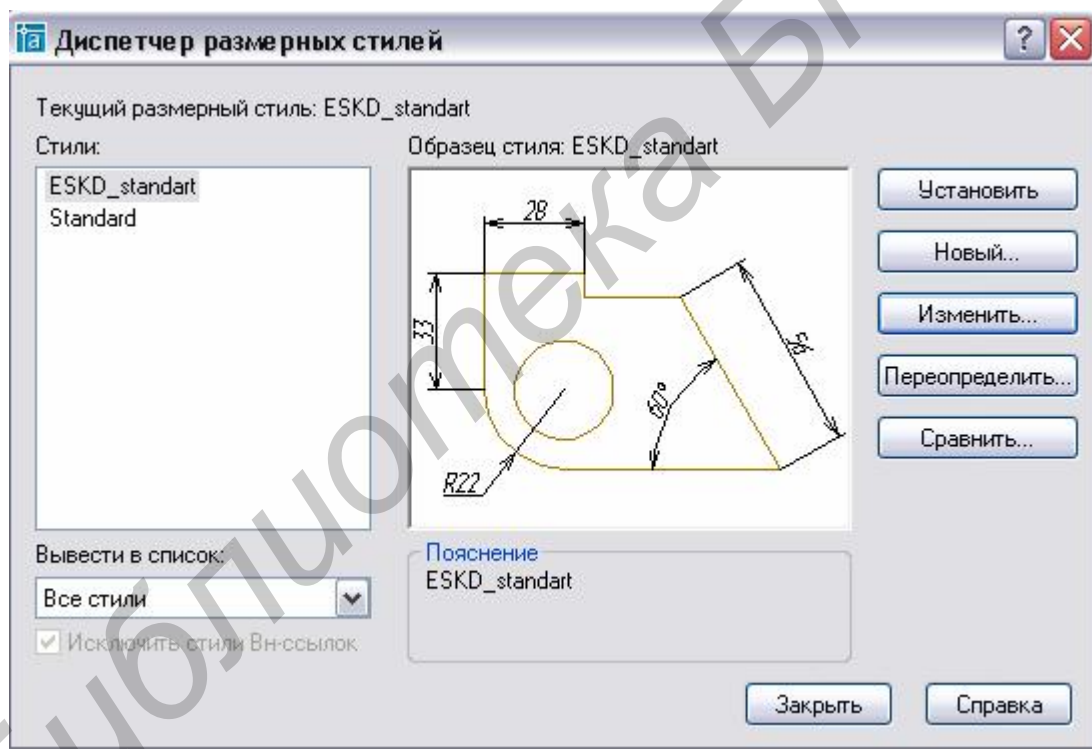 Диспетчер размерных стилей
Текущий размерный стиль: ESKD_standart
Стили:
ESKD_standart
Standard
Образец стиля: ESKD_standart
28
33
56
60°
R22
Установить
Новый...
Изменить...
Переопределить...
Сравнить...
Вывести в список:
Все стили
Исключить стили Вн-ссылок
Пояснение
ESKD_standart
Закрыть
Справка
Библиотека